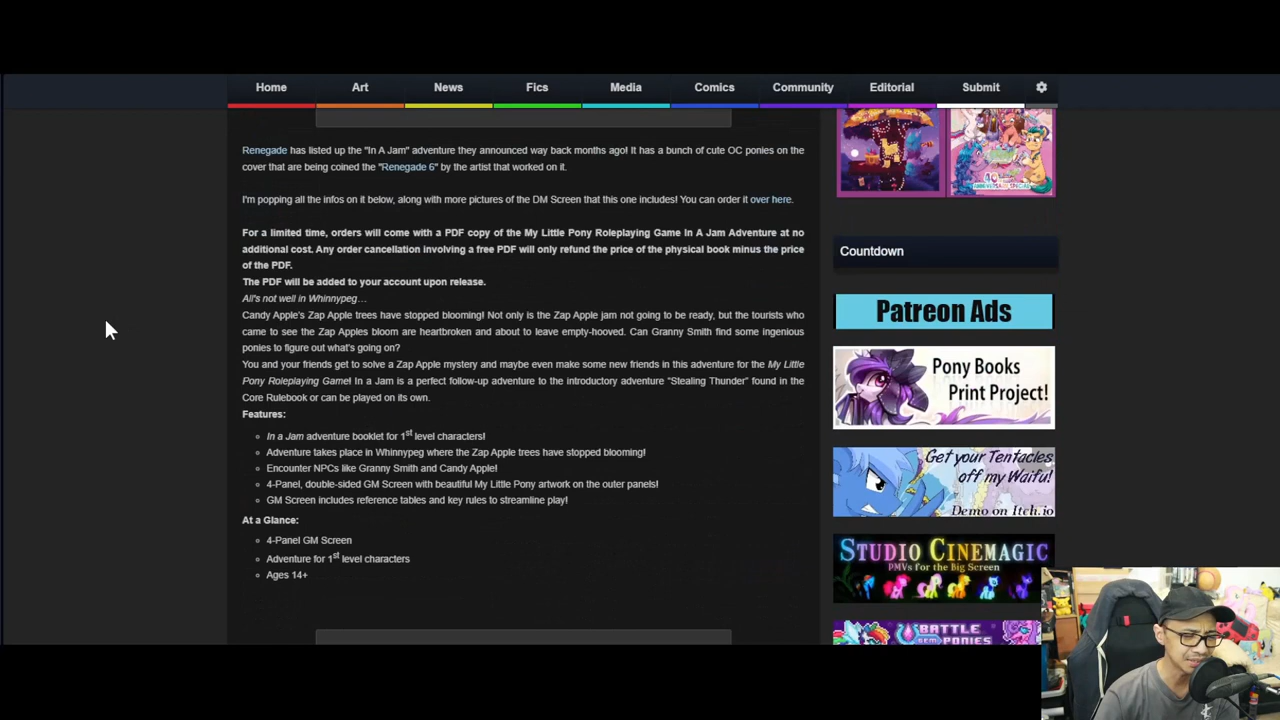 Home Art News Fics Media Comics Community Editorial Submit
Renegade has listed up the "In A Jam" adventure they announced way back months ago! It has a bunch of cute OC ponies on the
cover that are being coined the "Renegade 6" by the artist that worked on it.
I'm popping all the infos on it below, along with more pictures of the DM Screen that this one includes! You can order it over here.
For a limited time, orders will come with a PDF copy of the My Little Pony Roleplaying Game In A Jam Adventure at no
additional cost. Any order cancellation involving a free PDF will only refund the price of the physical book minus the price
of the PDF.
The PDF will be added to your account upon release.
All's not well in Whinnypeg…
Candy Apple's Zap Apple trees have stopped blooming! Not only is the Zap Apple jam not going to be ready, but the tourists who
came to see the Zap Apples bloom are heartbroken and about to leave empty-hooved. Can Granny Smith find some ingenious
ponies to figure out what's going on?
You and your friends get to solve a Zap Apple mystery and maybe even make some new friends in this adventure for the My Little
Pony Roleplaying Game! In a Jam is a perfect follow-up adventure to the introductory adventure "Stealing Thunder" found in the
Core Rulebook or can be played on its own.
Features:
In a Jam adventure booklet for 1st level characters!
Adventure takes place in Whinnypeg where the Zap Apple trees have stopped blooming!
Encounter NPCs like Granny Smith and Candy Apple!
4-Panel, double-sided GM Screen with beautiful My Little Pony artwork on the outer panels!
GM Screen includes reference tables and key rules to streamline play!
At a Glance:
4-Panel GM Screen
Adventure for 1st level characters
Ages 14+
40th
ANNIVERSARY SPECIAL
Countdown
Patreon Ads
Pony Books
Print Project!
Get your Tentacles
off my Waifu!
Demo on Itch.io
STUDIO CINEMAGIC
PMVs for the Big Screen
BATTLE
GEM PONIES